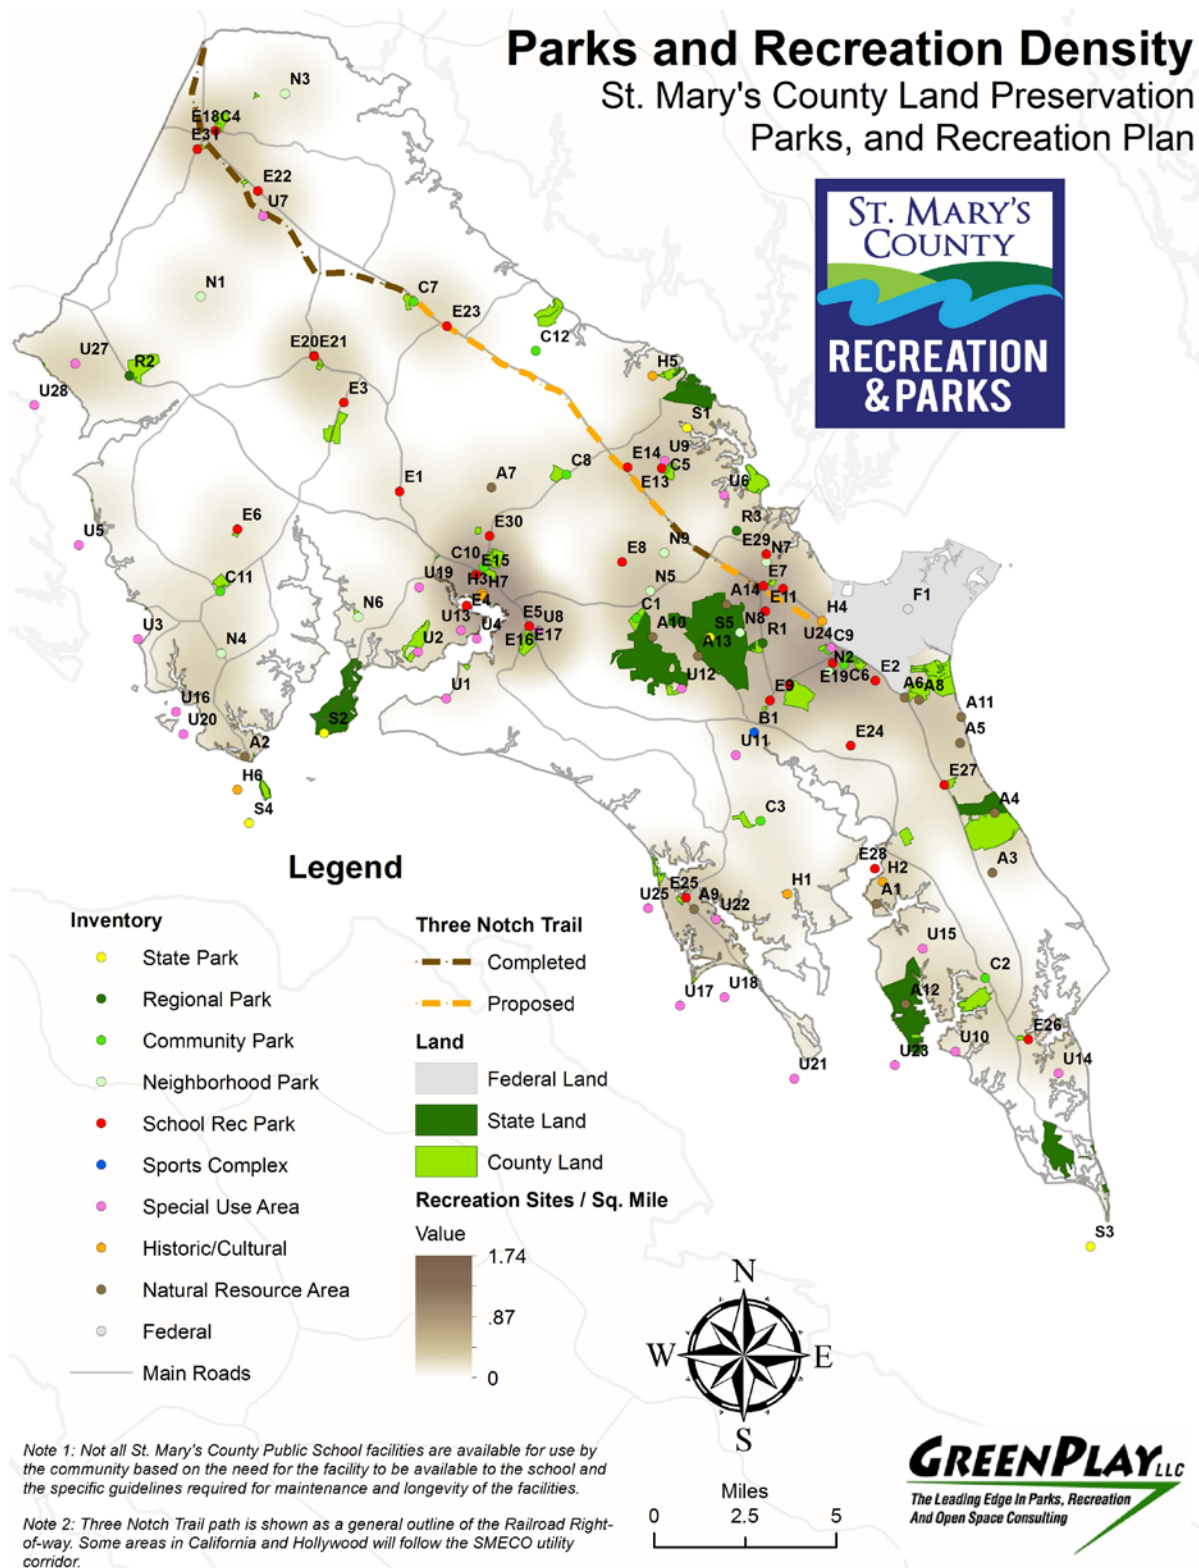 Parks and Recreation Density
St. Mary's County Land Preservation
Parks, and Recreation Plan
ST. MARY'S
COUNTY
RECREATION
& PARKS
N3
E18C4
E31
E22
U7
N1
C7
E23
C12
E20E21
U27
R2
H5
E3
U28
S1
U9
E14
C5
C8
E13
A7
E1
U6
E6
E30
R3
U5
E29
N9
N7
C10
E15
E8
E7
C11
U19
H3
H7
N5
A14
E11
F1
N6
E4
H4
C1
E5
U8
U3
U13
U4
A10
S5
N8
U24
C9
N4
U2
E16
E17
A13
R1
N2
E2
U12
E19
C6
U1
E9
A6
A8
U16
A11
S2
B1
U20
U11
E24
A5
A2
H6
E27
S4
A4
C3
A3
E28
H2
E25
H1
A1
U25
A9
U22
U15
C2
U17
U18
A12
E26
U10
U23
U14
U21
S3
Legend
Inventory
State Park
Regional Park
Community Park
Neighborhood Park
School Rec Park
Sports Complex
Special Use Area
Historic/Cultural
Natural Resource Area
Federal
Main Roads
Three Notch Trail
Completed
Proposed
Land
Federal Land
State Land
County Land
Recreation Sites / Sq. Mile
Value
1.74
.87
0
N
W E
S
Miles
0 2.5 5
Note 1: Not all St. Mary's County Public School facilities are available for use by
the community based on the need for the facility to be available to the school and
the specific guidelines required for maintenance and longevity of the facilities.
Note 2: Three Notch Trail path is shown as a general outline of the Railroad Right-
of-way. Some areas in California and Hollywood will follow the SMECO utility
corridor.
GREENPLAY LLC
The Leading Edge In Parks, Recreation
And Open Space Consulting